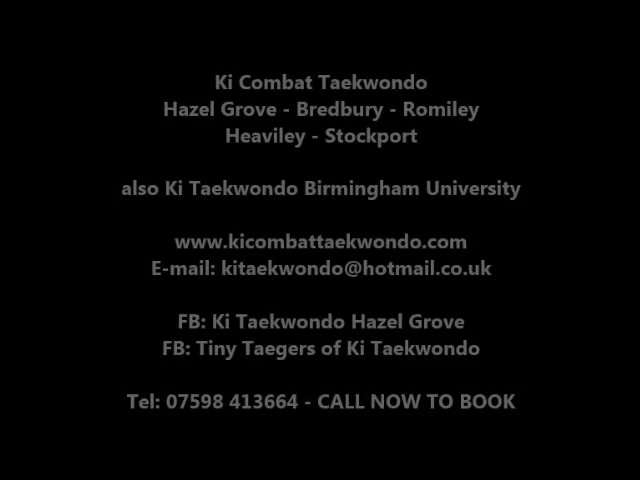 Ki Combat Taekwondo
Hazel Grove - Bredbury - Romiley
Heaviley - Stockport
also Ki Taekwondo Birmingham University
www.kicombattaekwondo.com
E-mail: kitaekwondo@hotmail.co.uk
FB: Ki Taekwondo Hazel Grove
FB: Tiny Taegers of Ki Taekwondo
Tel: 07598 413664 - CALL NOW TO BOOK